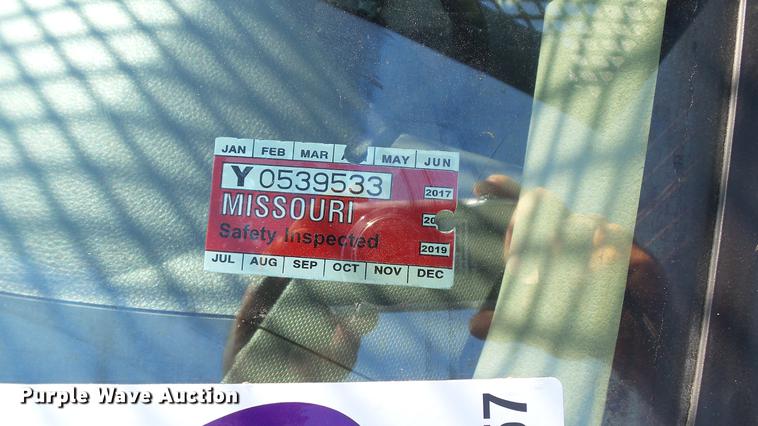 JAN FEB MAR MAY JUN
Y 0539533
2017
MISSOURI
Safety Inspected
2019
JUL AUG SEP OCT NOV DEC
Purple Wave Auction
57